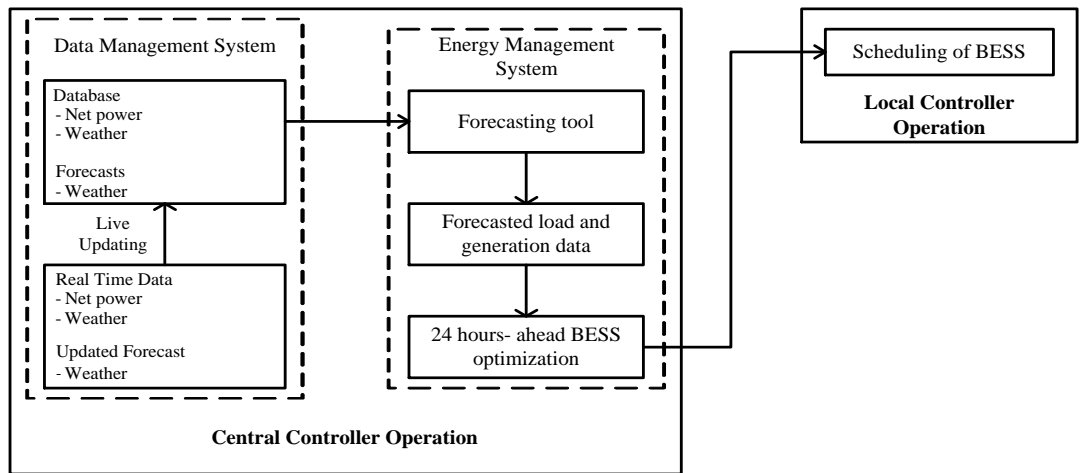 Data Management System
Database
- Net power
- Weather
Forecasts
- Weather
Live
Updating
Real Time Data
- Net power
- Weather
Updated Forecast
- Weather
Energy Management
System
Forecasting tool
Forecasted load and
generation data
24 hours- ahead BESS
optimization
Central Controller Operation
Scheduling of BESS
Local Controller
Operation